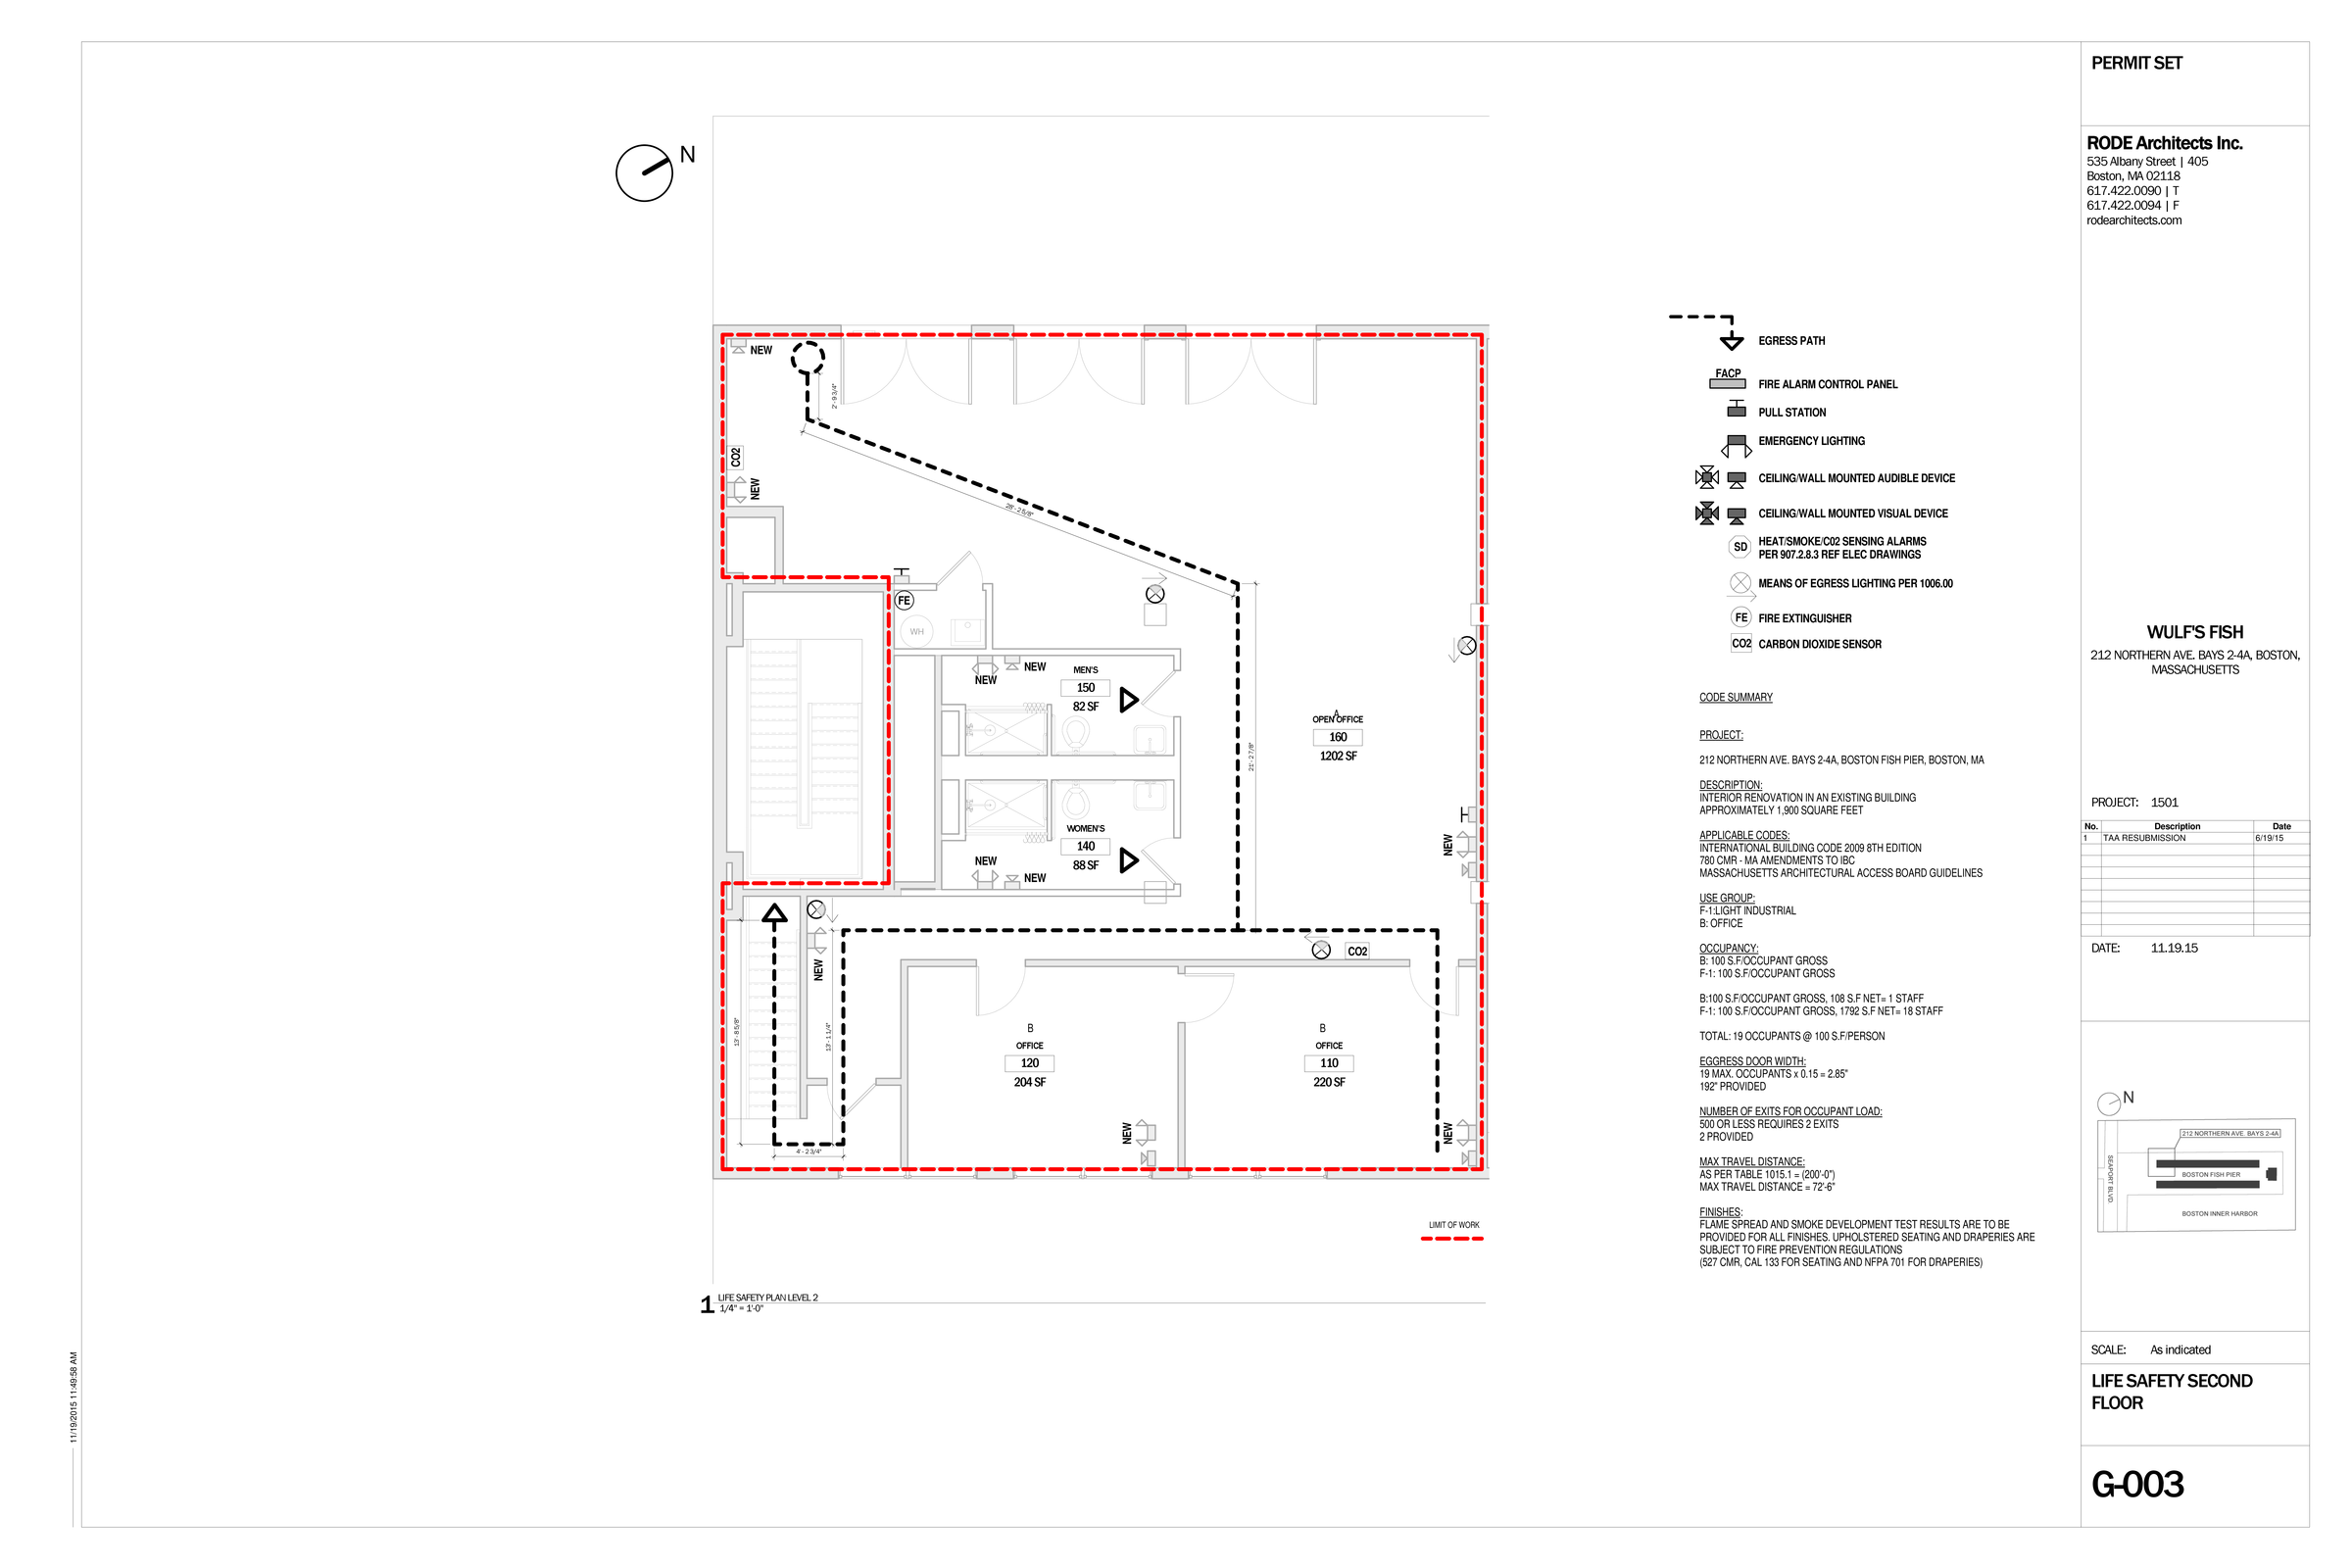 PERMIT SET
RODE Architects Inc.
535 Albany Street | 405
Boston, MA 02118
617.422.0090 | T
617.422.0094 | F
rodearchitects.com
WULF'S FISH
212 NORTHERN AVE. BAYS 2-4A, BOSTON,
MASSACHUSETTS
PROJECT: 1501
No. Description Date
1 TAA RESUBMISSION 6/19/15
DATE: 11.19.15
N
212 NORTHERN AVE. BAYS 2-4A
SEAPORT BLVD.
BOSTON FISH PIER
BOSTON INNER HARBOR
SCALE: As indicated
LIFE SAFETY SECOND
FLOOR
G-003
N
NEW
2'- 9 3/4"
CO2
NEW
28'- 2 5/8"
FE
WH
NEW
NEW
MEN'S
150
82 SF
A
OPEN OFFICE
160
1202 SF
21'- 2 7/8"
WOMEN'S
140
88 SF
NEW
NEW
NEW
NEW
CO2
13'- 8 5/8"
13'- 1 1/4"
4'- 2 3/4"
B
OFFICE
120
204 SF
B
OFFICE
110
220 SF
NEW
NEW
LIMIT OF WORK
1
LIFE SAFETY PLAN LEVEL 2
1/4" = 1'-0"
EGRESS PATH
FACP
FIRE ALARM CONTROL PANEL
PULL STATION
EMERGENCY LIGHTING
CEILING/WALL MOUNTED AUDIBLE DEVICE
CEILING/WALL MOUNTED VISUAL DEVICE
SD
HEAT/SMOKE/C02 SENSING ALARMS
PER 907.2.8.3 REF ELEC DRAWINGS
MEANS OF EGRESS LIGHTING PER 1006.00
FE FIRE EXTINGUISHER
CO2 CARBON DIOXIDE SENSOR
CODE SUMMARY
PROJECT:
212 NORTHERN AVE. BAYS 2-4A, BOSTON FISH PIER, BOSTON, MA
DESCRIPTION:
INTERIOR RENOVATION IN AN EXISTING BUILDING
APPROXIMATELY 1,900 SQUARE FEET
APPLICABLE CODES:
INTERNATIONAL BUILDING CODE 2009 8TH EDITION
780 CMR - MA AMENDMENTS TO IBC
MASSACHUSETTS ARCHITECTURAL ACCESS BOARD GUIDELINES
USE GROUP:
F-1:LIGHT INDUSTRIAL
B: OFFICE
OCCUPANCY:
B: 100 S.F/OCCUPANT GROSS
F-1: 100 S.F/OCCUPANT GROSS
B:100 S.F/OCCUPANT GROSS, 108 S.F NET= 1 STAFF
F-1: 100 S.F/OCCUPANT GROSS, 1792 S.F NET= 18 STAFF
TOTAL: 19 OCCUPANTS @ 100 S.F/PERSON
EGGRESS DOOR WIDTH:
19 MAX. OCCUPANTS x 0.15 = 2.85"
192" PROVIDED
NUMBER OF EXITS FOR OCCUPANT LOAD:
500 OR LESS REQUIRES 2 EXITS
2 PROVIDED
MAX TRAVEL DISTANCE:
AS PER TABLE 1015.1 = (200'-0")
MAX TRAVEL DISTANCE = 72'-6"
FINISHES:
FLAME SPREAD AND SMOKE DEVELOPMENT TEST RESULTS ARE TO BE
PROVIDED FOR ALL FINISHES. UPHOLSTERED SEATING AND DRAPERIES ARE
SUBJECT TO FIRE PREVENTION REGULATIONS
(527 CMR, CAL 133 FOR SEATING AND NFPA 701 FOR DRAPERIES)
11/19/2015 11:49:58 AM